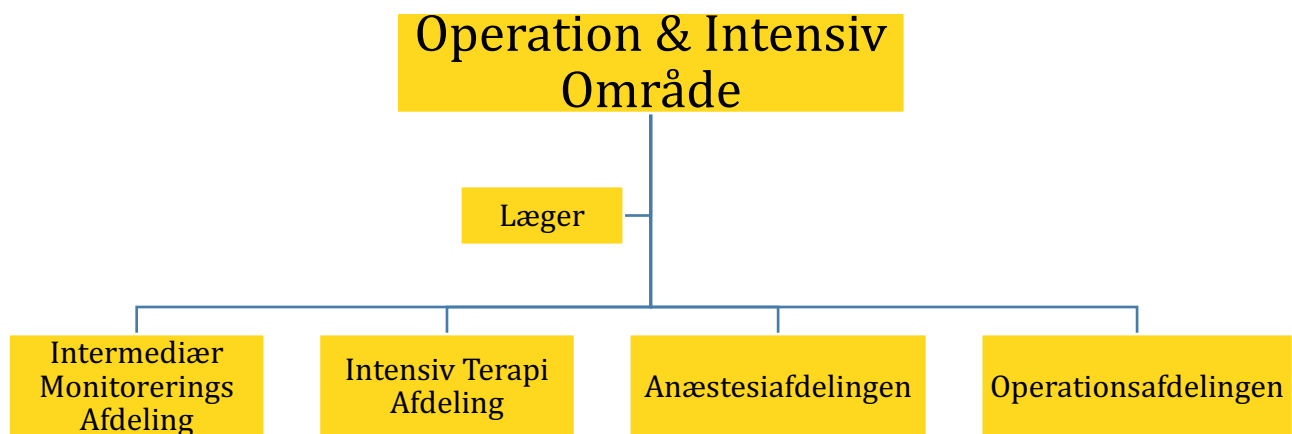 Operation & Intensiv
Område
Læger
Intermediær
Monitorerings
Afdeling
Intensiv Terapi
Afdeling
Anæstesiafdelingen
Operationsafdelingen